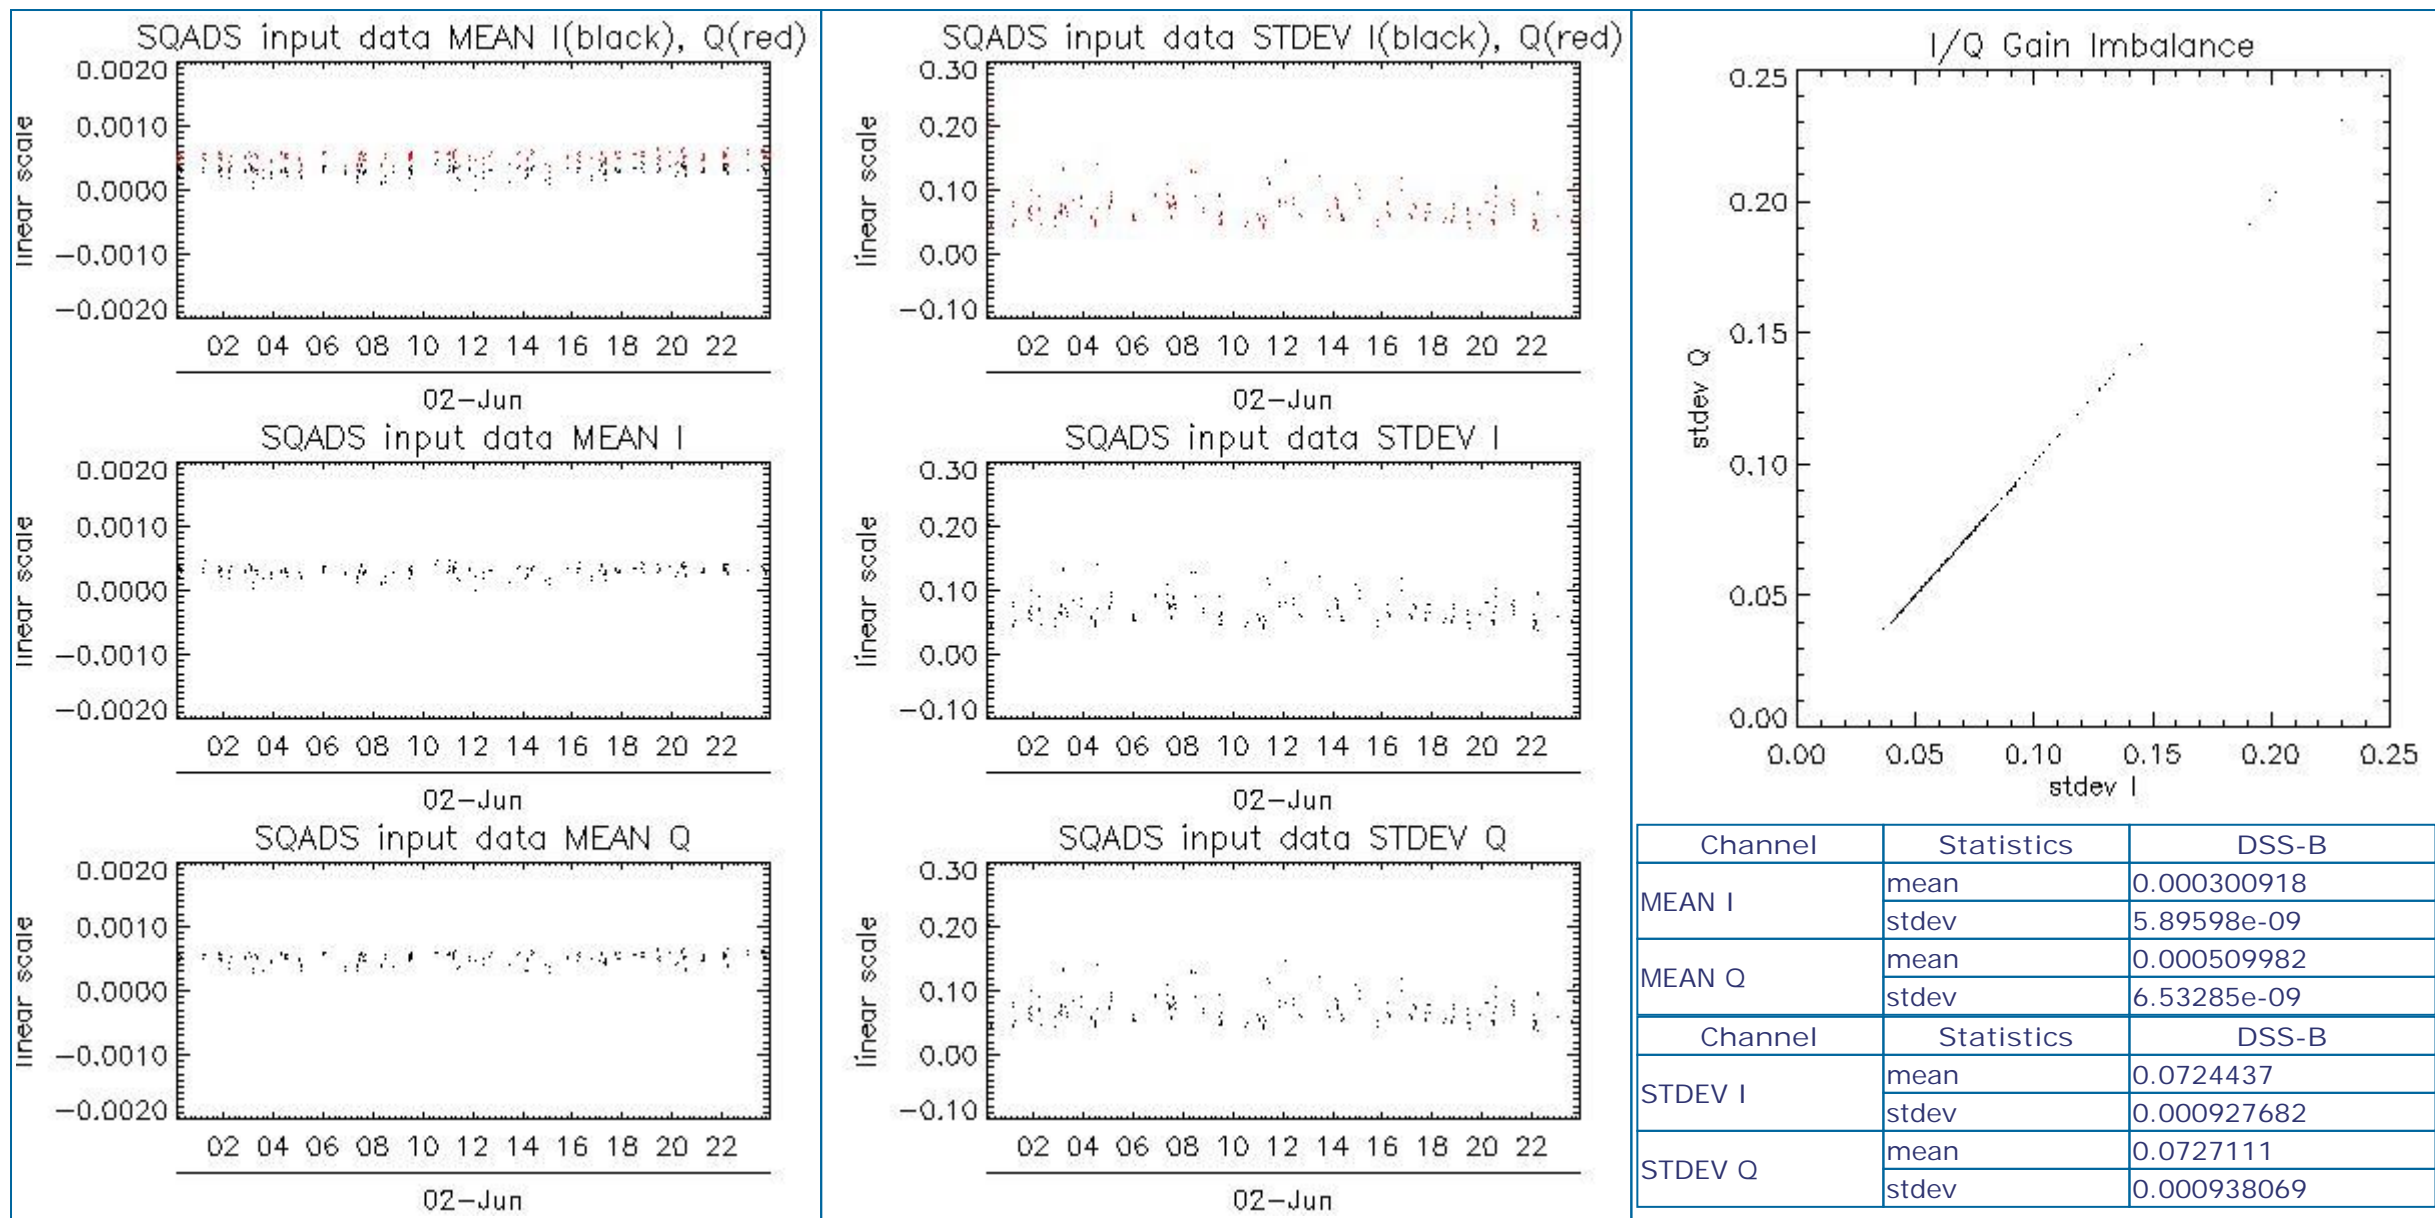 SQADS input data MEAN I(black), Q(red)
linear scale
0.0020
0.0010
0.0000
−0.0010
−0.0020
02 04 06 08 10 12 14 16 18 20 22
02−Jun
SQADS input data MEAN I
linear scale
0.0020
0.0010
0.0000
−0.0010
−0.0020
02 04 06 08 10 12 14 16 18 20 22
02−Jun
SQADS input data MEAN Q
linear scale
0.0020
0.0010
0.0000
−0.0010
−0.0020
02 04 06 08 10 12 14 16 18 20 22
02−Jun
SQADS input data STDEV I(black), Q(red)
linear scale
0.30
0.20
0.10
0.00
−0.10
02 04 06 08 10 12 14 16 18 20 22
02−Jun
SQADS input data STDEV I
linear scale
0.30
0.20
0.10
0.00
−0.10
02 04 06 08 10 12 14 16 18 20 22
02−Jun
SQADS input data STDEV Q
linear scale
0.30
0.20
0.10
0.00
−0.10
02 04 06 08 10 12 14 16 18 20 22
02−Jun
I/Q Gain Imbalance
stdev Q
0.25
0.20
0.15
0.10
0.05
0.00
0.00 0.05 0.10 0.15 0.20 0.25
stdev I
Channel Statistics DSS-B
MEAN I
mean 0.000300918
stdev 5.89598e-09
MEAN Q
mean 0.000509982
stdev 6.53285e-09
Channel Statistics DSS-B
STDEV I
mean 0.0724437
stdev 0.000927682
STDEV Q
mean 0.0727111
stdev 0.000938069